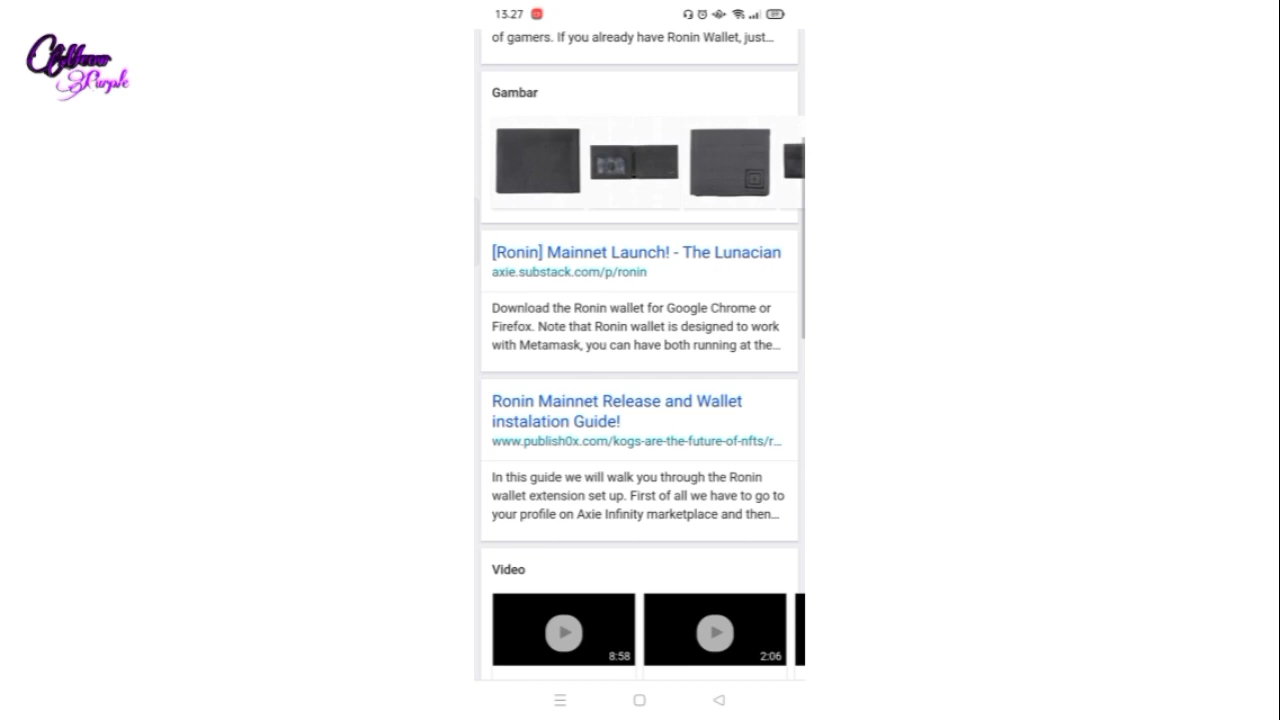 13.27
of gamers. If you already have Ronin Wallet, just...
Gambar
[Ronin] Mainnet Launch! - The Lunacian
axie.substack.com/p/ronin
Download the Ronin wallet for Google Chrome or
Firefox. Note that Ronin wallet is designed to work
with Metamask, you can have both running at the...
Ronin Mainnet Release and Wallet
instalation Guide!
www.publish0x.com/kogs-are-the-future-of-nfts/r...
In this guide we will walk you through the Ronin
wallet extension set up. First of all we have to go to
your profile on Axie Infinity marketplace and then...
Video
8:58
2:06
Purple